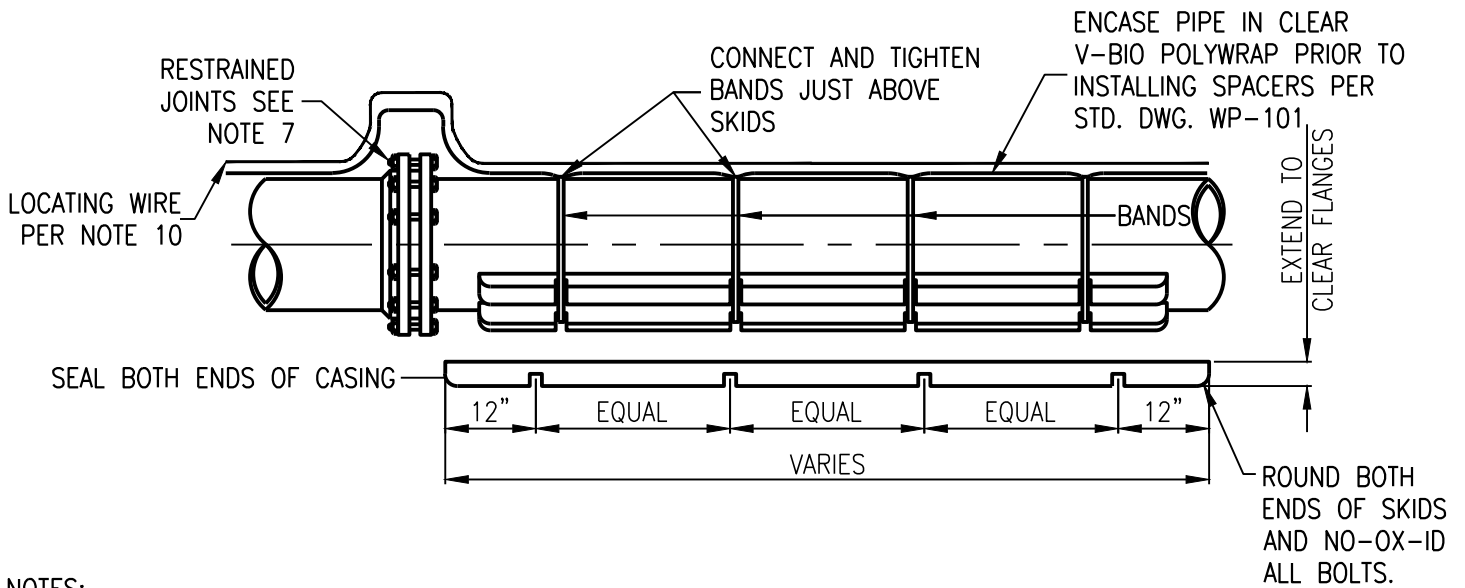 ENCASE PIPE IN CLEAR
V-BIO POLYWRAP PRIOR TO
INSTALLING SPACERS PER
STD. DWG. WP-101
CONNECT AND TIGHTEN
BANDS JUST ABOVE
SKIDS
RESTRAINED
JOINTS SEE
NOTE 7
LOCATING WIRE
PER NOTE 10
BANDS
EXTEND TO
CLEAR FLANGES
SEAL BOTH ENDS OF CASING
12" EQUAL EQUAL EQUAL 12"
VARIES
ROUND BOTH
ENDS OF SKIDS
AND NO-OX-ID
ALL BOLTS.
NOTES: